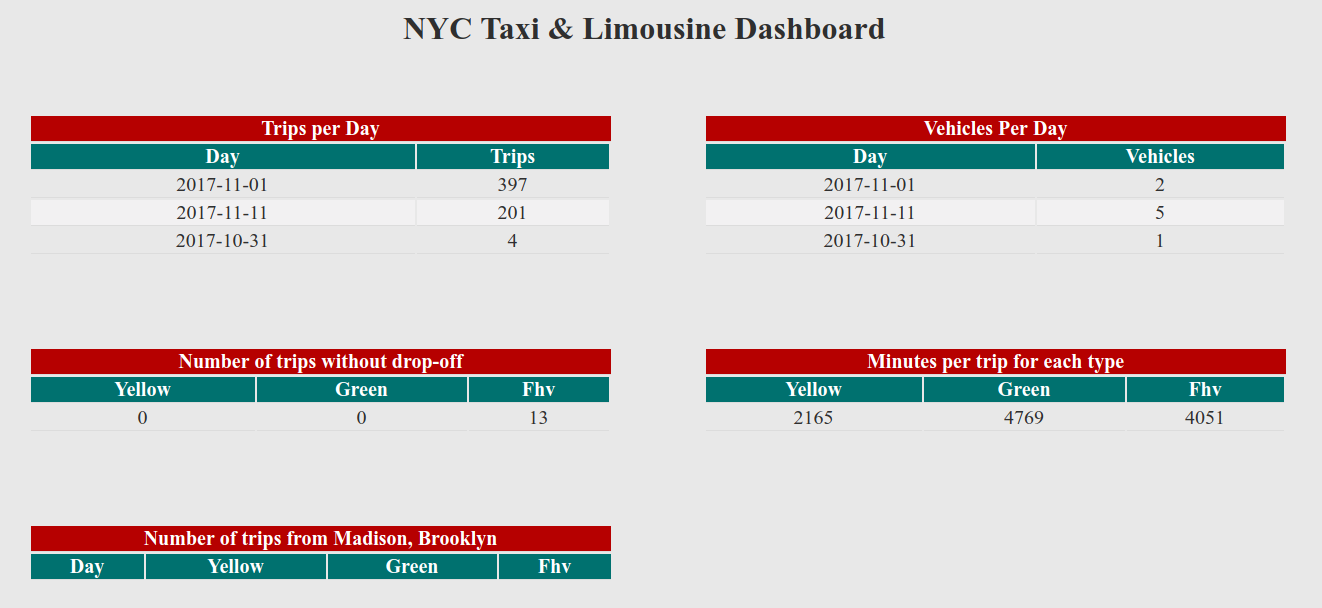 NYC Taxi & Limousine Dashboard
Trips per Day
Day Trips
2017-11-01 397
2017-11-11 201
2017-10-31 4
Vehicles Per Day
Day Vehicles
2017-11-01 2
2017-11-11 5
2017-10-31 1
Number of trips without drop-off
Yellow Green Fhv
0 0 13
Minutes per trip for each type
Yellow Green Fhv
2165 4769 4051
Number of trips from Madison, Brooklyn
Day Yellow Green Fhv